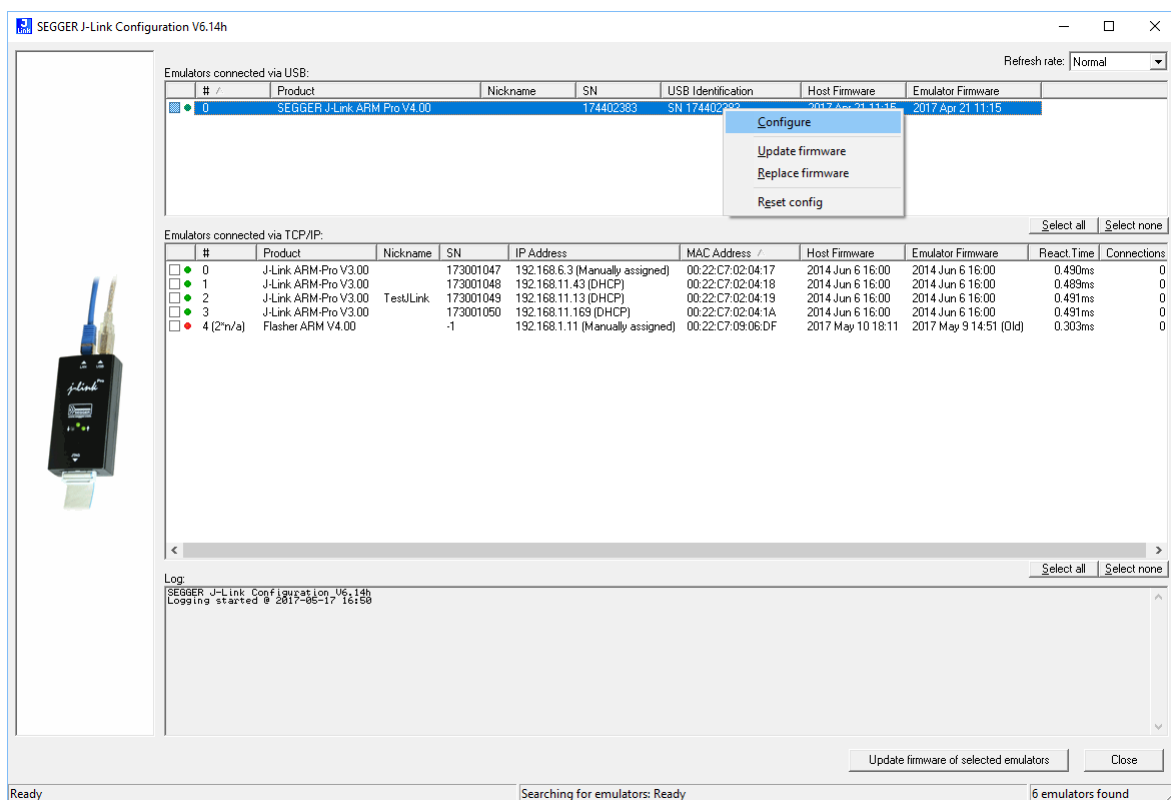 SEGGER J-Link Configuration V6.14h
Refresh rate: Normal
Emulators connected via USB:
# Product Nickname SN USB Identification Host Firmware Emulator Firmware
0 SEGGER J-Link ARM Pro V4.00 174402383 SN 174402383 2017 Apr 21 11:15 2017 Apr 21 11:15
Configure
Update firmware
Replace firmware
Reset config
Select all Select none
Emulators connected via TCP/IP:
# Product Nickname SN IP Address MAC Address Host Firmware Emulator Firmware React.Time Connections
0 J-Link ARM-Pro V3.00 173001047 192.168.6.3 (Manually assigned) 00:22:C7:02:04:17 2014 Jun 6 16:00 2014 Jun 6 16:00 0.490ms 0
1 J-Link ARM-Pro V3.00 173001048 192.168.11.43 (DHCP) 00:22:C7:02:04:18 2014 Jun 6 16:00 2014 Jun 6 16:00 0.489ms 0
2 J-Link ARM-Pro V3.00 TestJLink 173001049 192.168.11.13 (DHCP) 00:22:C7:02:04:19 2014 Jun 6 16:00 2014 Jun 6 16:00 0.491ms 0
3 J-Link ARM-Pro V3.00 173001050 192.168.11.169 (DHCP) 00:22:C7:02:04:1A 2014 Jun 6 16:00 2014 Jun 6 16:00 0.491ms 0
4 (2*n/a) Flasher ARM V4.00 -1 192.168.1.11 (Manually assigned) 00:22:C7:09:06:DF 2017 May 10 18:11 2017 May 9 14:51 (Old) 0.303ms 0
J-Link Pro
Select all Select none
Log:
SEGGER J-Link Configuration V6.14h
Logging started @ 2017-05-17 16:50
Update firmware of selected emulators Close
Ready Searching for emulators: Ready 6 emulators found